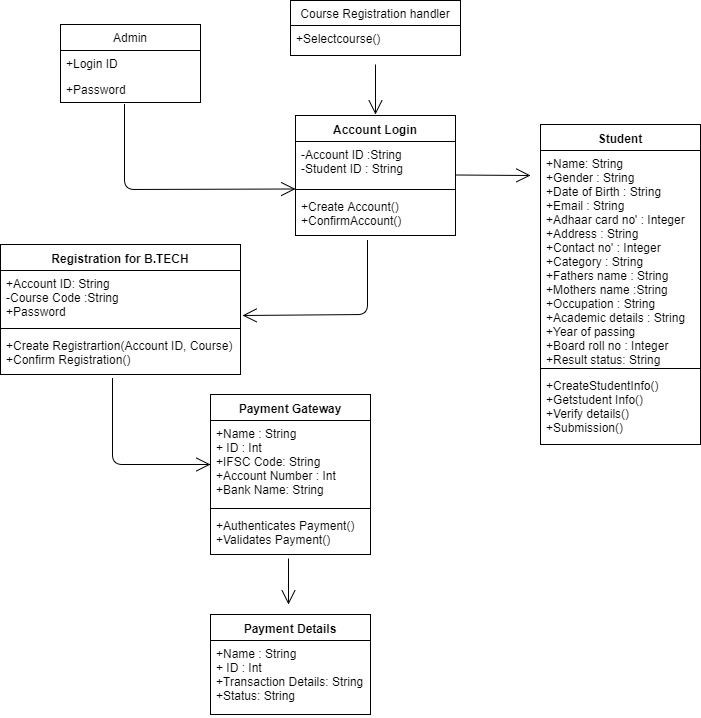 Admin
+Login ID
+Password
Course Registration handler
+Selectcourse()
Account Login
-Account ID :String
-Student ID : String
+Create Account()
+ConfirmAccount()
Student
+Name: String
+Gender : String
+Date of Birth : String
+Email : String
+Adhaar card no' : Integer
+Address : String
+Contact no' : Integer
+Category : String
+Fathers name : String
+Mothers name :String
+Occupation : String
+Academic details : String
+Year of passing
+Board roll no : Integer
+Result status: String
+CreateStudentInfo()
+Getstudent Info()
+Verify details()
+Submission()
Registration for B.TECH
+Account ID: String
-Course Code :String
+Password
+Create Registrartion(Account ID, Course)
+Confirm Registration()
Payment Gateway
+Name : String
+ ID : Int
+IFSC Code: String
+Account Number : Int
+Bank Name: String
+Authenticates Payment()
+Validates Payment()
Payment Details
+Name : String
+ ID : Int
+Transaction Details: String
+Status: String